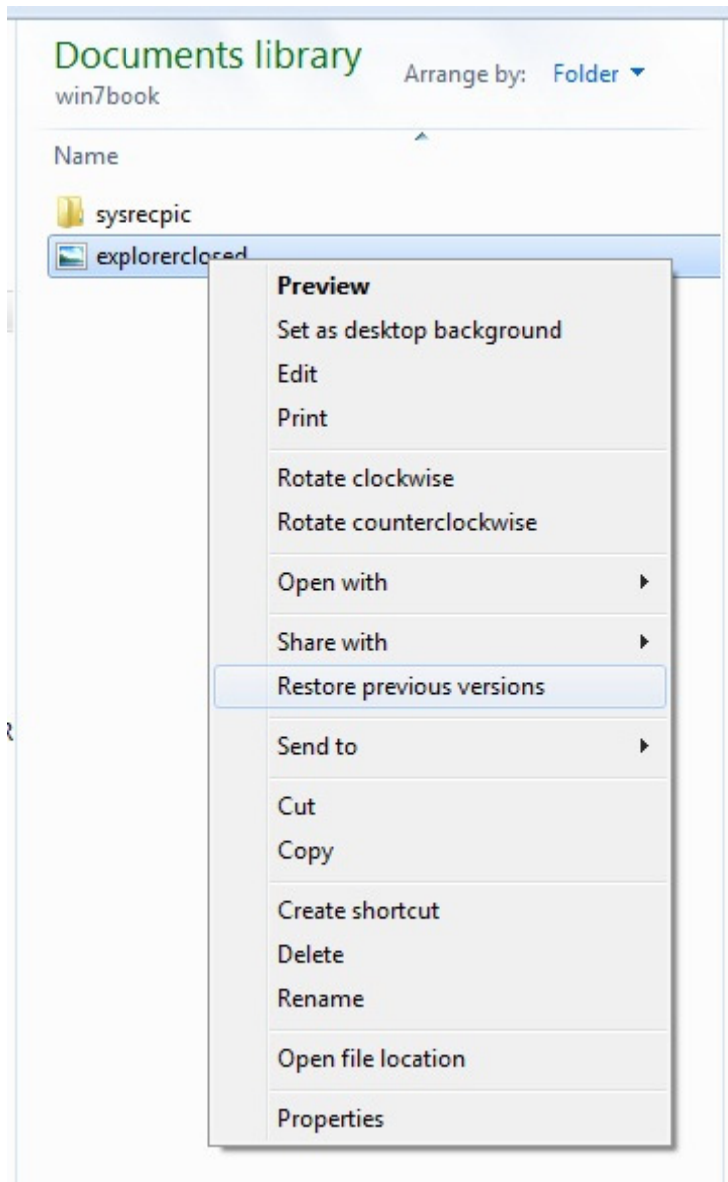 Documents library
Arrange by: Folder
win7book
Name
sysrecpic
explorerclosed
Preview
Set as desktop background
Edit
Print
Rotate clockwise
Rotate counterclockwise
Open with
Share with
Restore previous versions
Send to
Cut
Copy
Create shortcut
Delete
Rename
Open file location
Properties